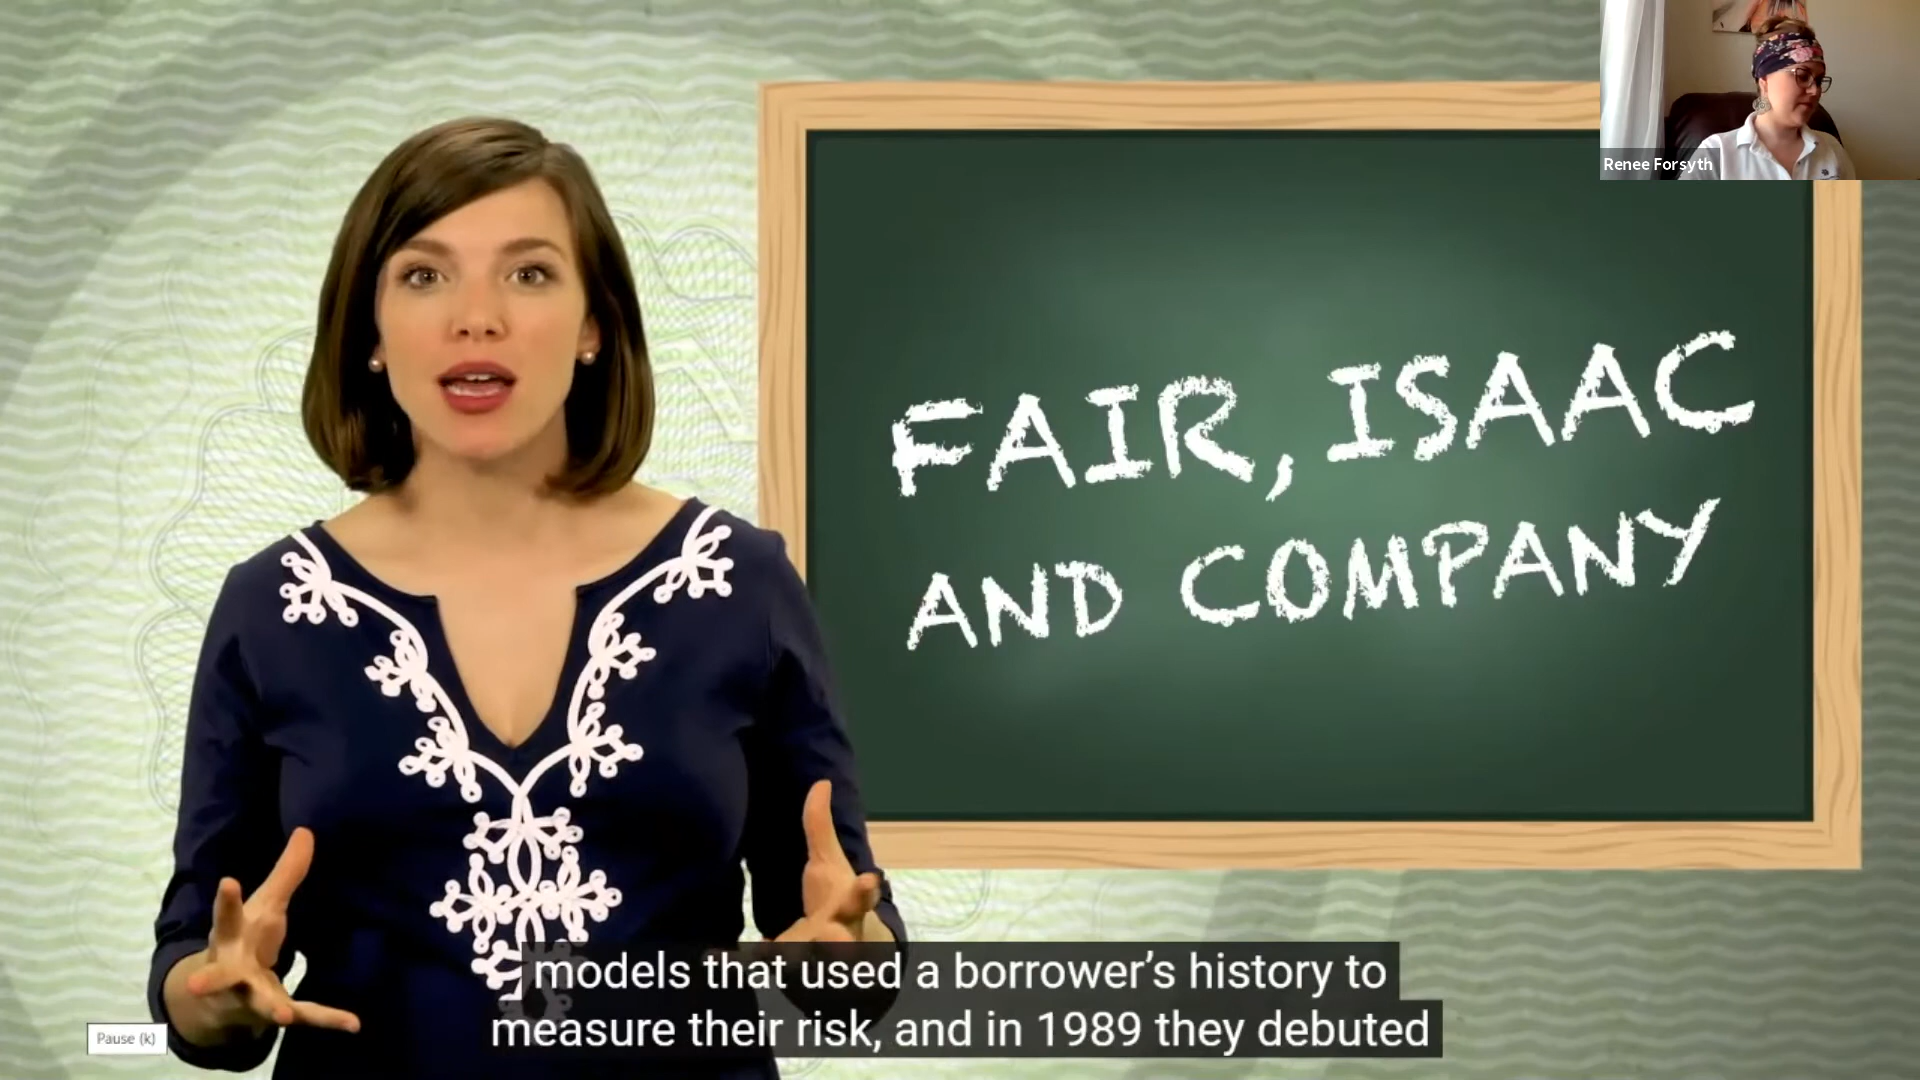 Renee Forsyth
FAIR, ISAAC
AND COMPANY
models that used a borrower's history to
measure their risk, and in 1989 they debuted
Pause (k)